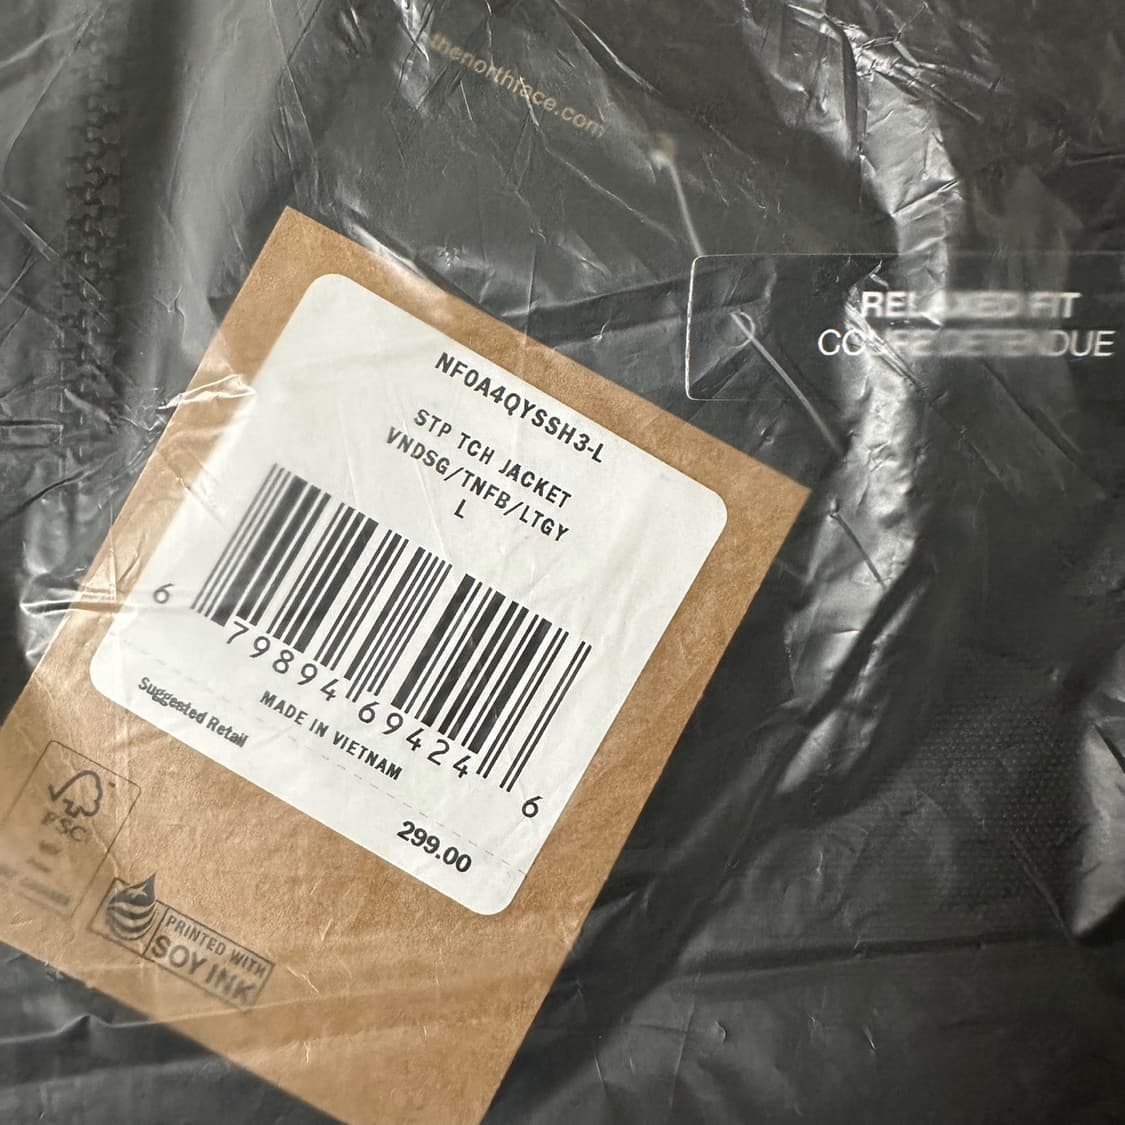 thenorthface.com
RELAXED FIT
COUPE DETENDUE
NF0A4QYSSH3-L
STP TCH JACKET
VNDSG/TNFB/LTGY
L
6 79894 69424 6
MADE IN VIETNAM
Suggested Retail
299.00
FSC
PRINTED WITH
SOY INK